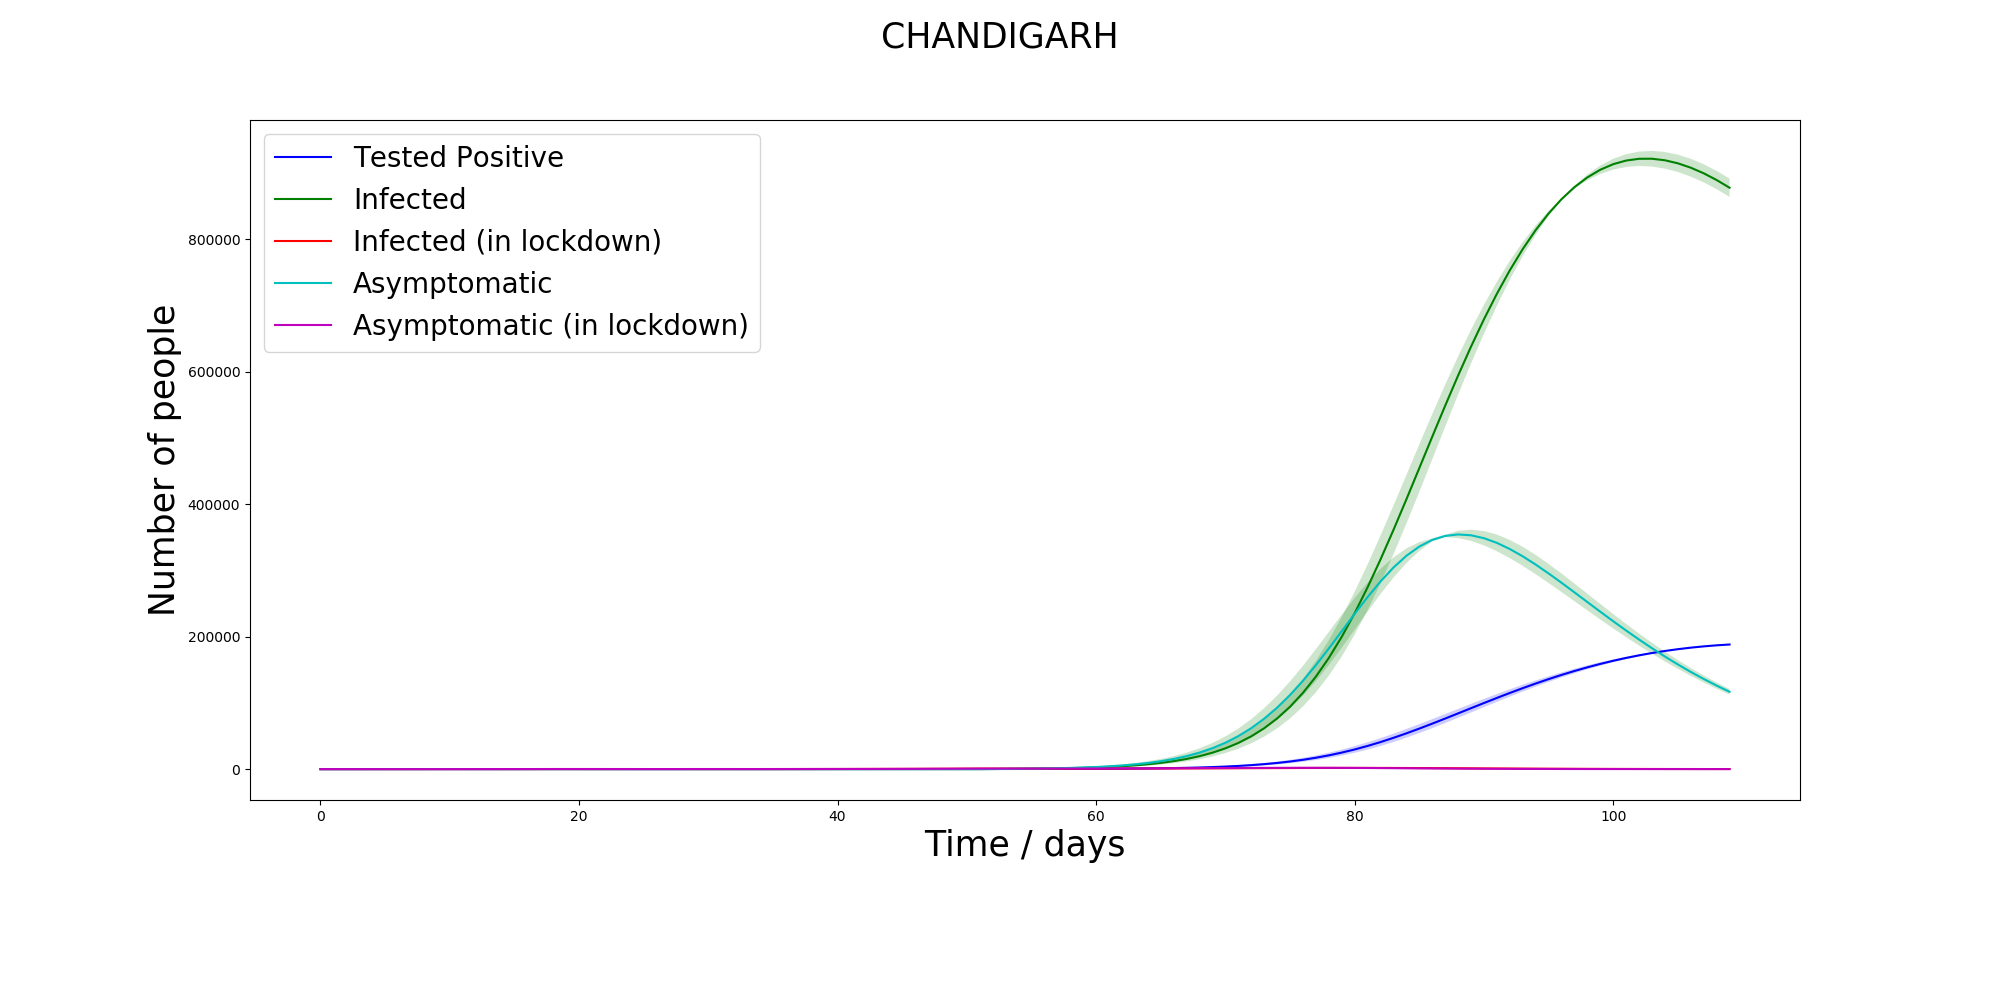 CHANDIGARH
Tested Positive
Infected
Infected (in lockdown)
Asymptomatic
Asymptomatic (in lockdown)
Number of people
800000
600000
400000
200000
0
0 20 40 60 80 100
Time / days